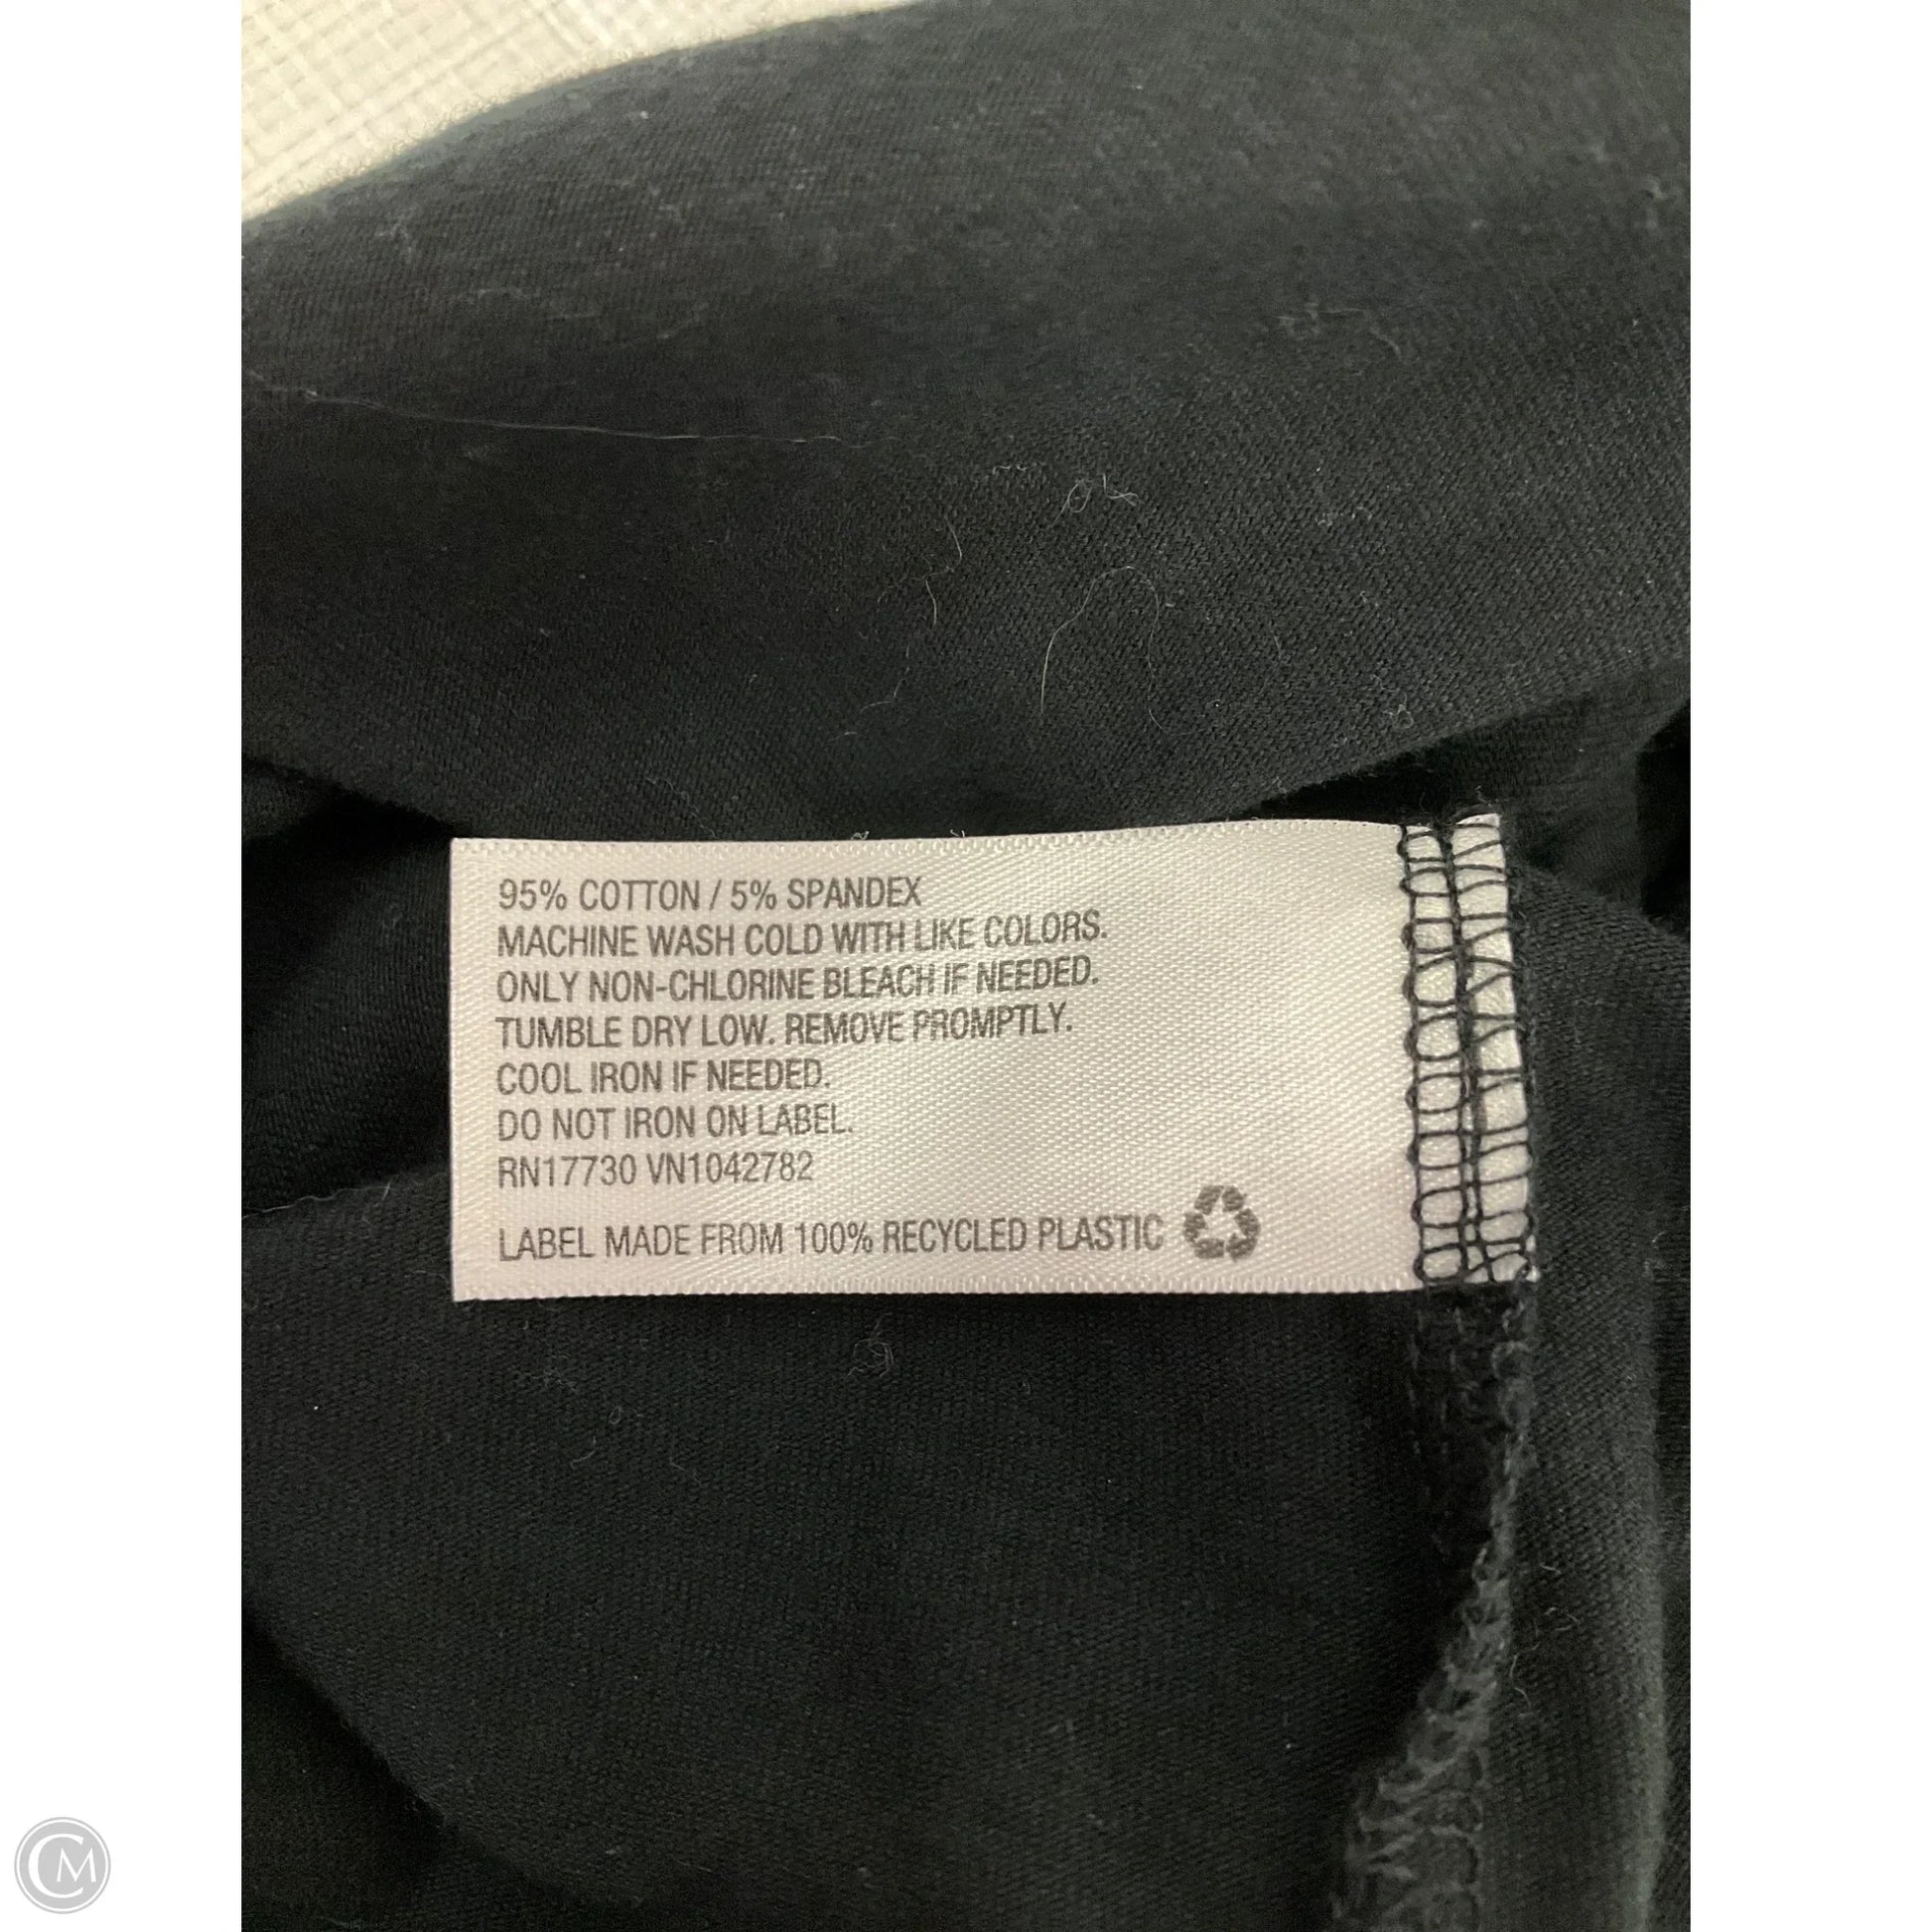 95% COTTON / 5% SPANDEX
MACHINE WASH COLD WITH LIKE COLORS.
ONLY NON-CHLORINE BLEACH IF NEEDED.
TUMBLE DRY LOW. REMOVE PROMPTLY.
COOL IRON IF NEEDED.
DO NOT IRON ON LABEL.
RN17730 VN1042782
LABEL MADE FROM 100% RECYCLED PLASTIC
CM